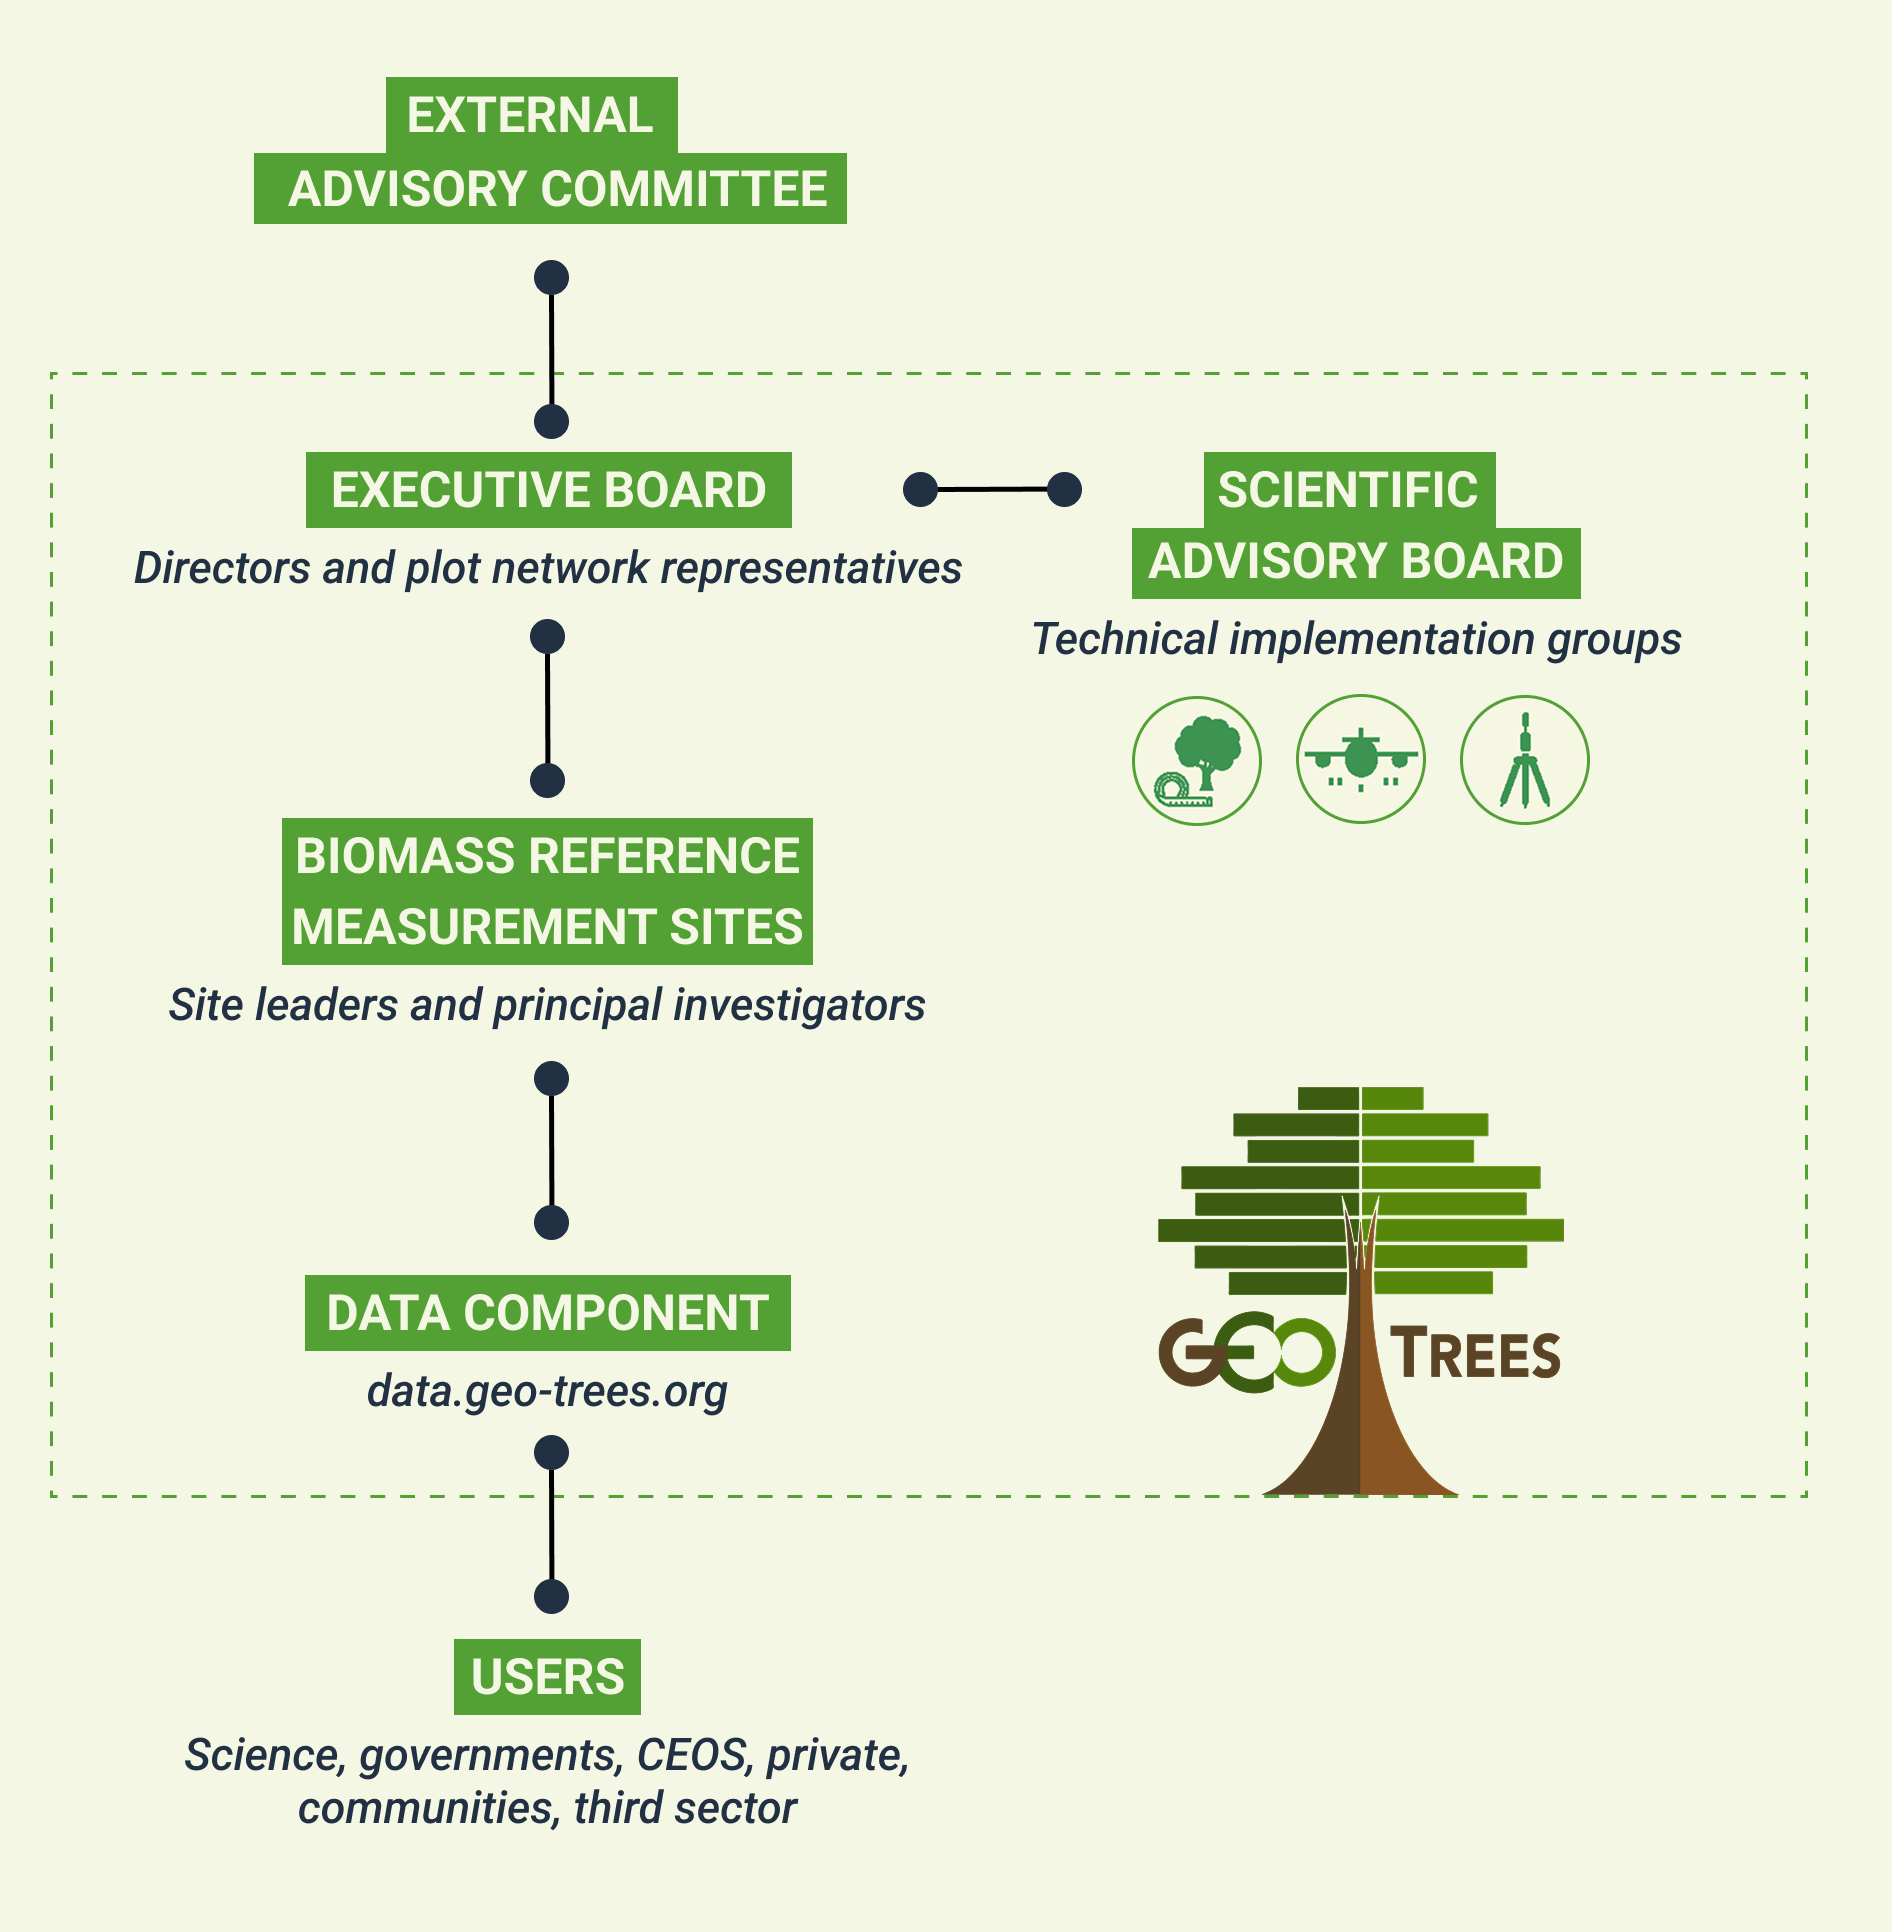 EXTERNAL
ADVISORY COMMITTEE
EXECUTIVE BOARD
Directors and plot network representatives
SCIENTIFIC
ADVISORY BOARD
Technical implementation groups
BIOMASS REFERENCE
MEASUREMENT SITES
Site leaders and principal investigators
DATA COMPONENT
data.geo-trees.org
GEO TREES
USERS
Science, governments, CEOS, private,
communities, third sector